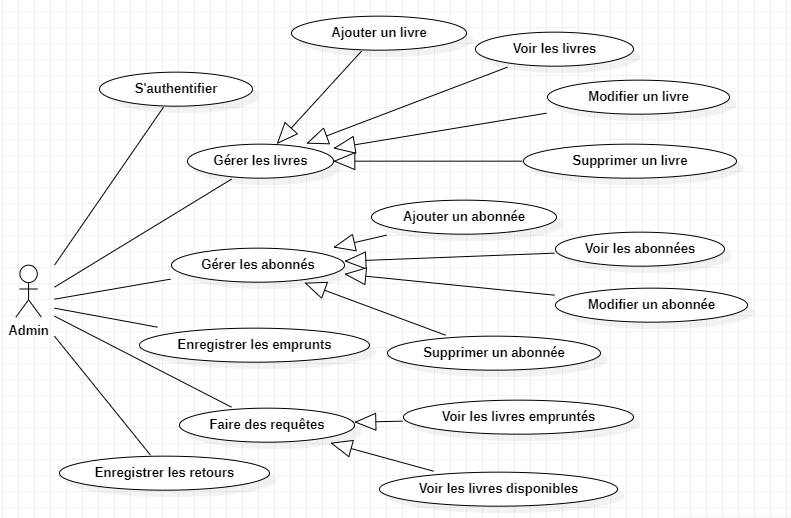 Ajouter un livre
Voir les livres
S'authentifier
Modifier un livre
Gérer les livres
Supprimer un livre
Ajouter un abonnée
Voir les abonnées
Gérer les abonnés
Modifier un abonnée
Admin
Enregistrer les emprunts
Supprimer un abonnée
Voir les livres empruntés
Faire des requêtes
Enregistrer les retours
Voir les livres disponibles